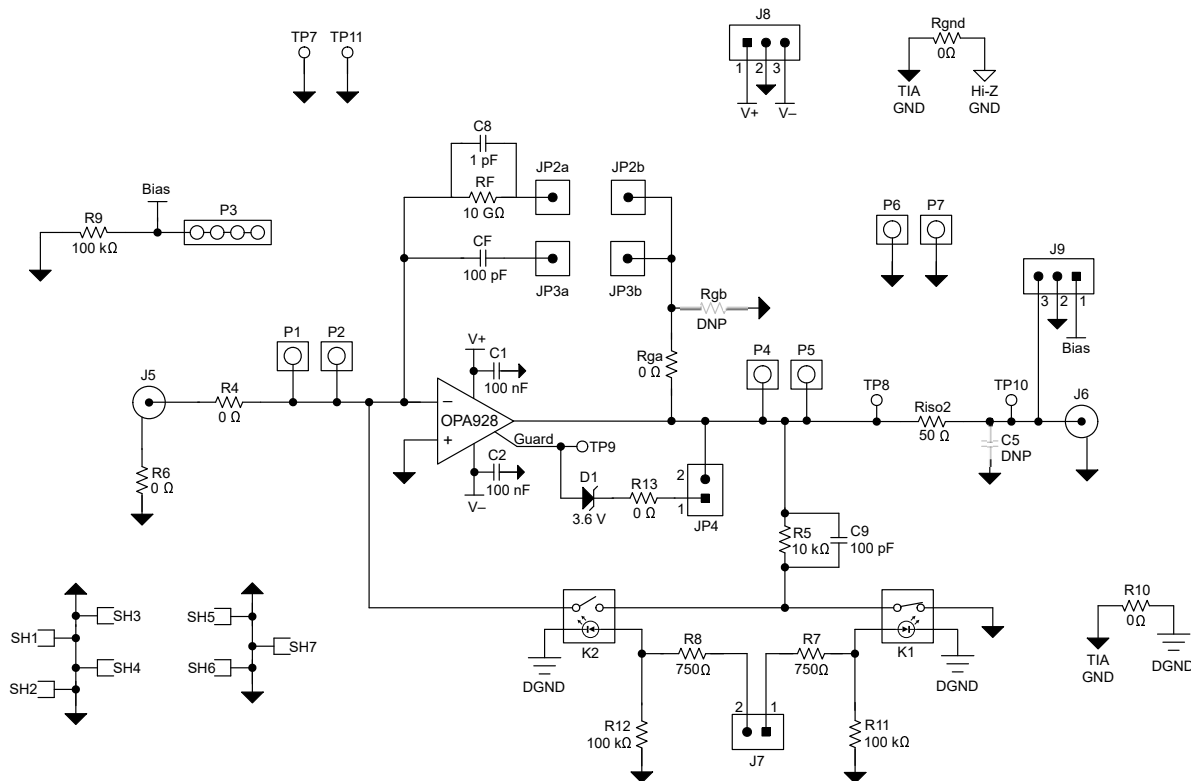 TP7 TP11
J8
1 2 3
V+ V−
Rgnd
0Ω
TIA
GND
Hi-Z
GND
C8
1 pF
RF
10 GΩ
JP2a JP2b
Bias
R9
100 kΩ
P3
CF
100 pF
JP3a JP3b
P6 P7
J9
3 2 1
Bias
Rgb
DNP
Rga
0 Ω
P1 P2
V+
C1
100 nF
P4 P5
J5
R4
0 Ω
R6
0 Ω
−
+
OPA928
Guard
TP9
C2
100 nF
V−
D1
3.6 V
R13
0 Ω
2
1
JP4
TP8
Riso2
50 Ω
TP10
J6
C5
DNP
R5
10 kΩ
C9
100 pF
SH3
SH1
SH4
SH2
SH5
SH7
SH6
K2
DGND
R8
750Ω
R7
750Ω
K1
DGND
R12
100 kΩ
2 1
J7
R11
100 kΩ
R10
0Ω
TIA
GND
DGND